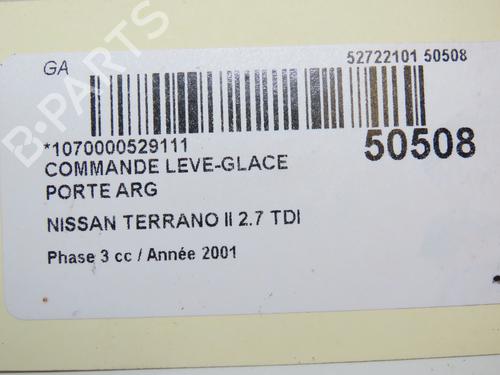 GA
52722101 50508
*1070000529111
50508
COMMANDE LEVE-GLACE
PORTE ARG
NISSAN TERRANO II 2.7 TDI
Phase 3 cc / Année 2001
B-PARTS